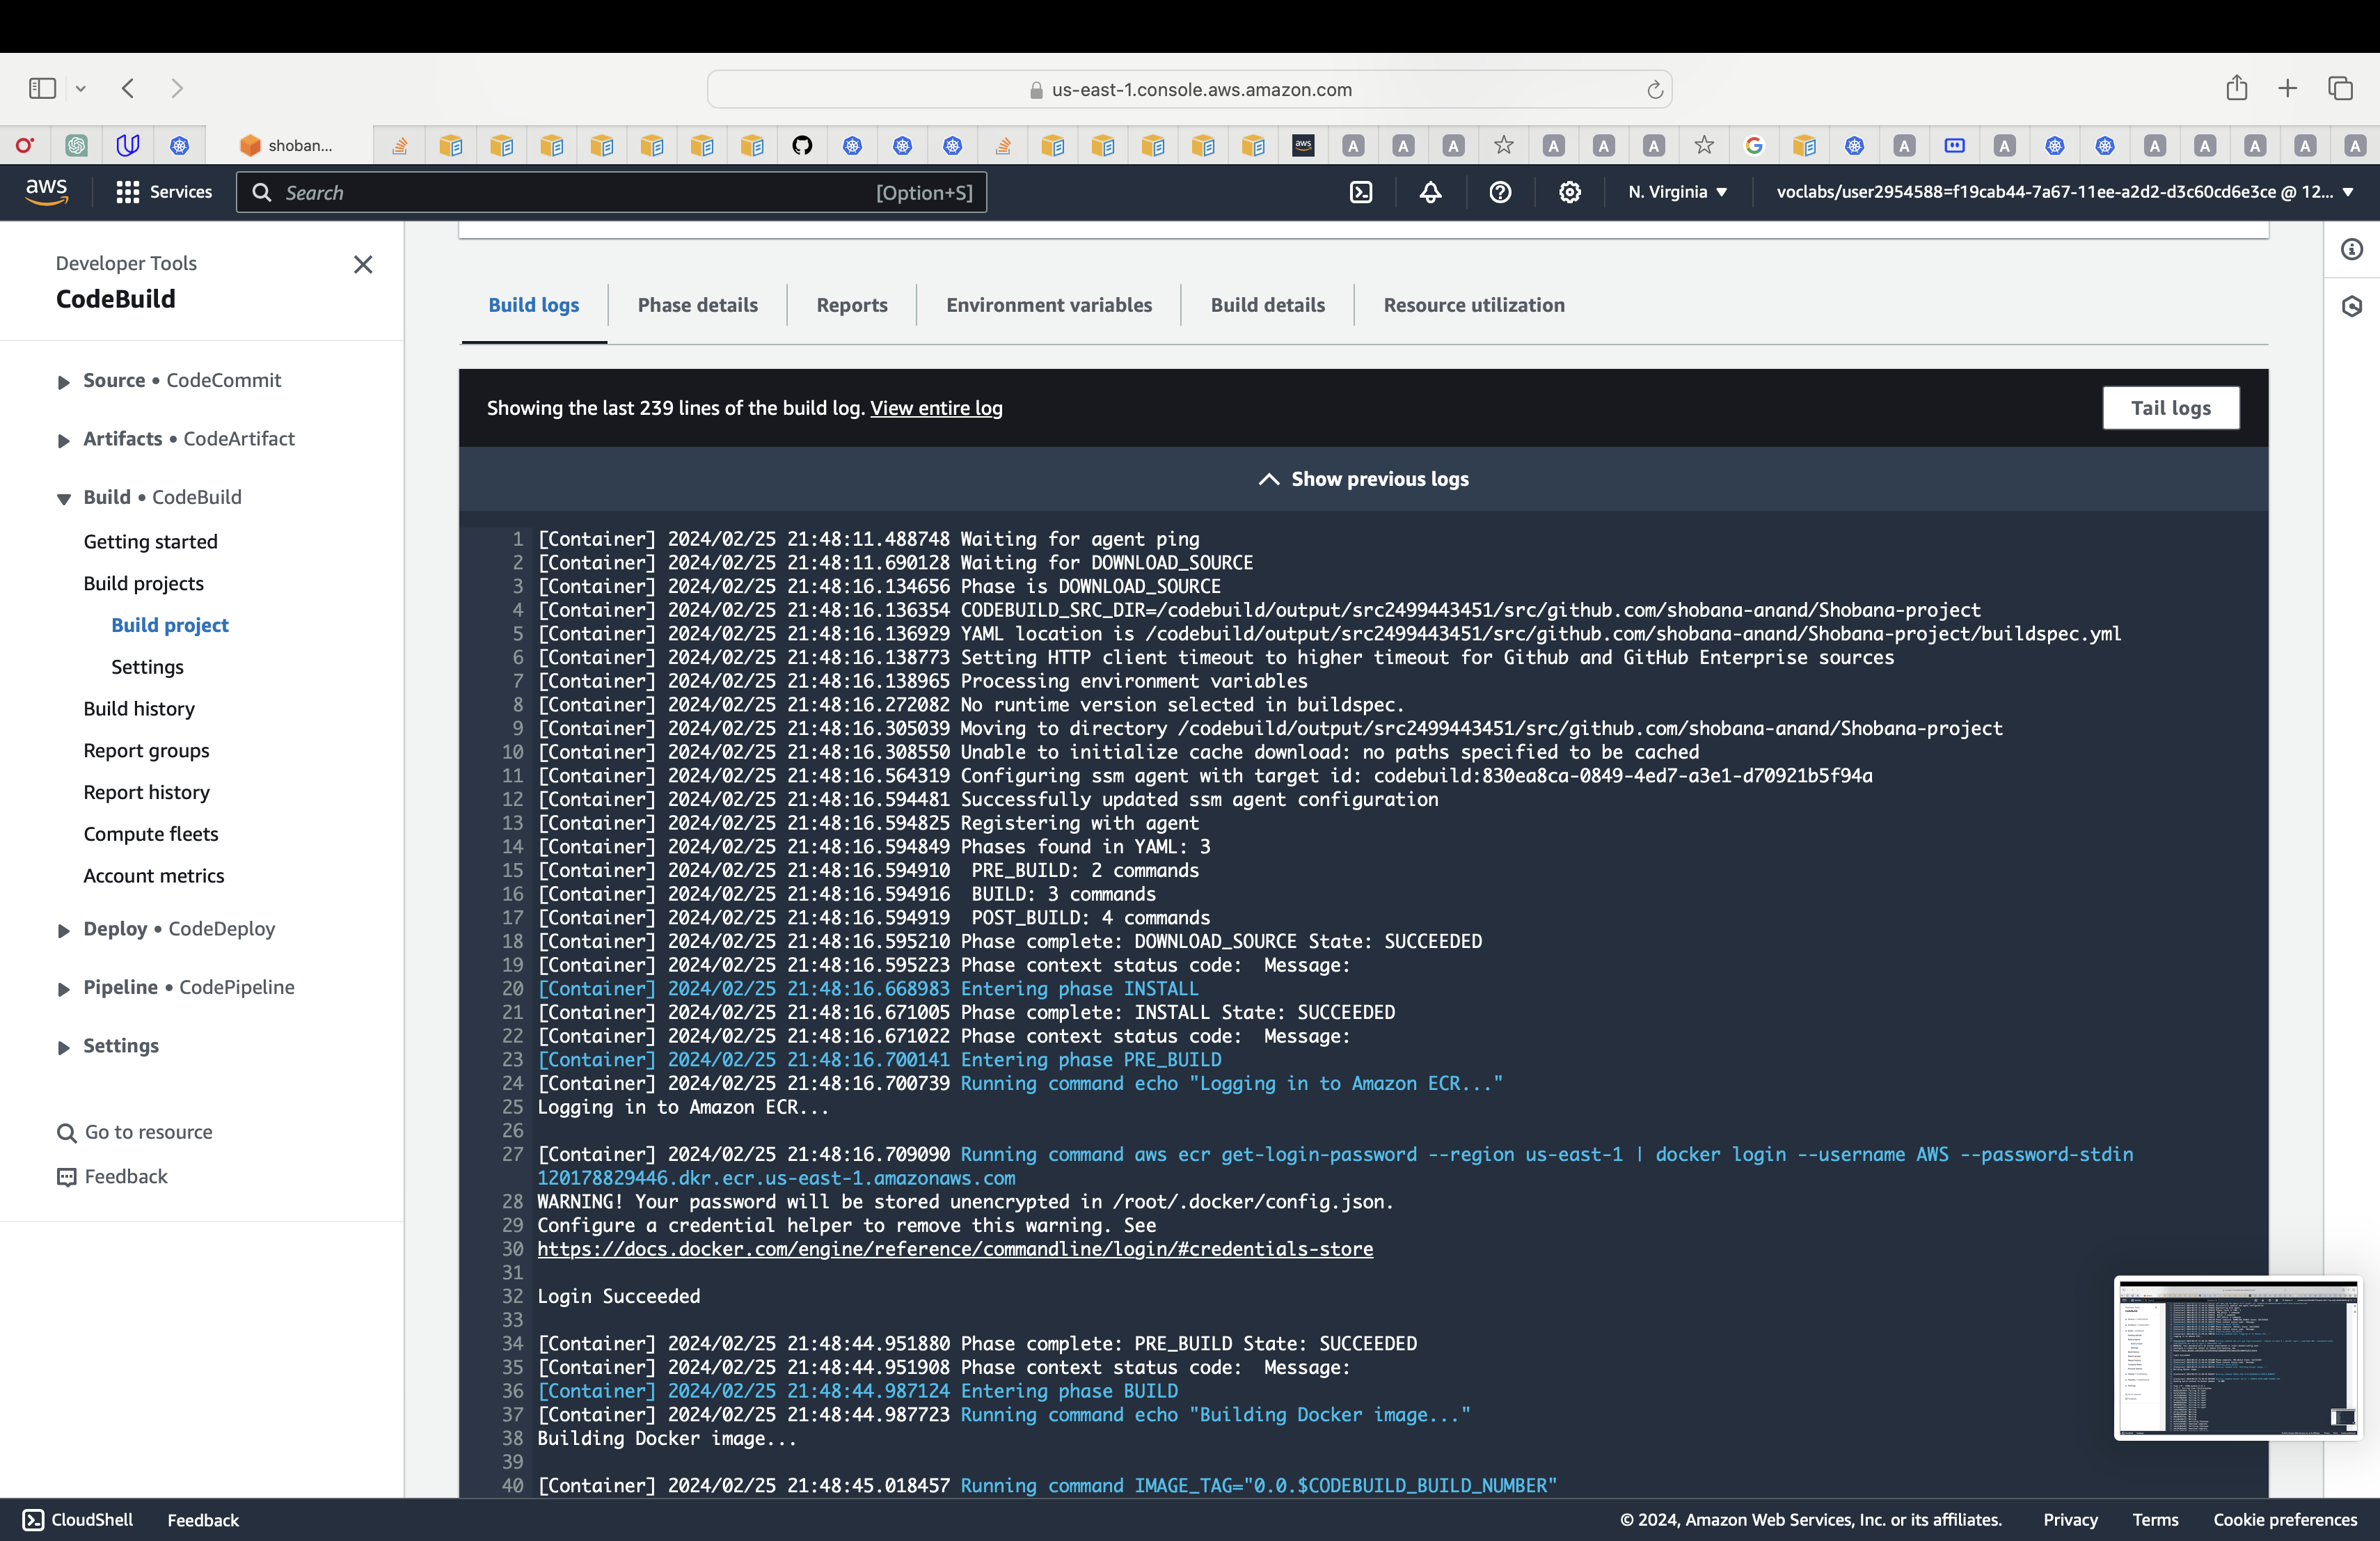 us-east-1.console.aws.amazon.com
shoban...
aws
Services
Search
[Option+S]
N. Virginia
voclabs/user2954588=f19cab44-7a67-11ee-a2d2-d3c60cd6e3ce @ 12...
Developer Tools
CodeBuild
Source • CodeCommit
Artifacts • CodeArtifact
Build • CodeBuild
Getting started
Build projects
Build project
Settings
Build history
Report groups
Report history
Compute fleets
Account metrics
Deploy • CodeDeploy
Pipeline • CodePipeline
Settings
Go to resource
Feedback
Build logs
Phase details
Reports
Environment variables
Build details
Resource utilization
Showing the last 239 lines of the build log. View entire log
Tail logs
Show previous logs
1 [Container] 2024/02/25 21:48:11.488748 Waiting for agent ping
2 [Container] 2024/02/25 21:48:11.690128 Waiting for DOWNLOAD_SOURCE
3 [Container] 2024/02/25 21:48:16.134656 Phase is DOWNLOAD_SOURCE
4 [Container] 2024/02/25 21:48:16.136354 CODEBUILD_SRC_DIR=/codebuild/output/src2499443451/src/github.com/shobana-anand/Shobana-project
5 [Container] 2024/02/25 21:48:16.136929 YAML location is /codebuild/output/src2499443451/src/github.com/shobana-anand/Shobana-project/buildspec.yml
6 [Container] 2024/02/25 21:48:16.138773 Setting HTTP client timeout to higher timeout for Github and GitHub Enterprise sources
7 [Container] 2024/02/25 21:48:16.138965 Processing environment variables
8 [Container] 2024/02/25 21:48:16.272082 No runtime version selected in buildspec.
9 [Container] 2024/02/25 21:48:16.305039 Moving to directory /codebuild/output/src2499443451/src/github.com/shobana-anand/Shobana-project
10 [Container] 2024/02/25 21:48:16.308550 Unable to initialize cache download: no paths specified to be cached
11 [Container] 2024/02/25 21:48:16.564319 Configuring ssm agent with target id: codebuild:830ea8ca-0849-4ed7-a3e1-d70921b5f94a
12 [Container] 2024/02/25 21:48:16.594481 Successfully updated ssm agent configuration
13 [Container] 2024/02/25 21:48:16.594825 Registering with agent
14 [Container] 2024/02/25 21:48:16.594849 Phases found in YAML: 3
15 [Container] 2024/02/25 21:48:16.594910  PRE_BUILD: 2 commands
16 [Container] 2024/02/25 21:48:16.594916  BUILD: 3 commands
17 [Container] 2024/02/25 21:48:16.594919  POST_BUILD: 4 commands
18 [Container] 2024/02/25 21:48:16.595210 Phase complete: DOWNLOAD_SOURCE State: SUCCEEDED
19 [Container] 2024/02/25 21:48:16.595223 Phase context status code:  Message:
20 [Container] 2024/02/25 21:48:16.668983 Entering phase INSTALL
21 [Container] 2024/02/25 21:48:16.671005 Phase complete: INSTALL State: SUCCEEDED
22 [Container] 2024/02/25 21:48:16.671022 Phase context status code:  Message:
23 [Container] 2024/02/25 21:48:16.700141 Entering phase PRE_BUILD
24 [Container] 2024/02/25 21:48:16.700739 Running command echo "Logging in to Amazon ECR..."
25 Logging in to Amazon ECR...
26
27 [Container] 2024/02/25 21:48:16.709090 Running command aws ecr get-login-password --region us-east-1 | docker login --username AWS --password-stdin
120178829446.dkr.ecr.us-east-1.amazonaws.com
28 WARNING! Your password will be stored unencrypted in /root/.docker/config.json.
29 Configure a credential helper to remove this warning. See
30 https://docs.docker.com/engine/reference/commandline/login/#credentials-store
31
32 Login Succeeded
33
34 [Container] 2024/02/25 21:48:44.951880 Phase complete: PRE_BUILD State: SUCCEEDED
35 [Container] 2024/02/25 21:48:44.951908 Phase context status code:  Message:
36 [Container] 2024/02/25 21:48:44.987124 Entering phase BUILD
37 [Container] 2024/02/25 21:48:44.987723 Running command echo "Building Docker image..."
38 Building Docker image...
39
40 [Container] 2024/02/25 21:48:45.018457 Running command IMAGE_TAG="0.0.$CODEBUILD_BUILD_NUMBER"
CloudShell
Feedback
© 2024, Amazon Web Services, Inc. or its affiliates.
Privacy
Terms
Cookie preferences